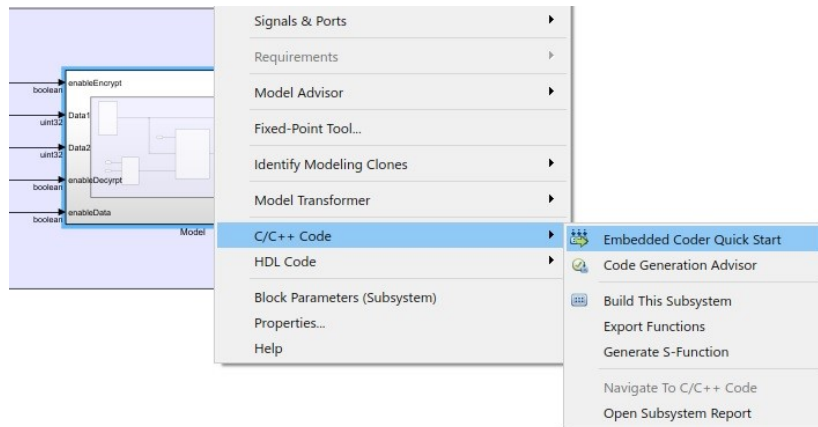 enableEncrypt
boolean
Data1
uint32
Data2
uint32
enableDecyrpt
boolean
enableData
boolean
Model
Signals & Ports
Requirements
Model Advisor
Fixed-Point Tool...
Identify Modeling Clones
Model Transformer
C/C++ Code
HDL Code
Block Parameters (Subsystem)
Properties...
Help
Embedded Coder Quick Start
Code Generation Advisor
Build This Subsystem
Export Functions
Generate S-Function
Navigate To C/C++ Code
Open Subsystem Report